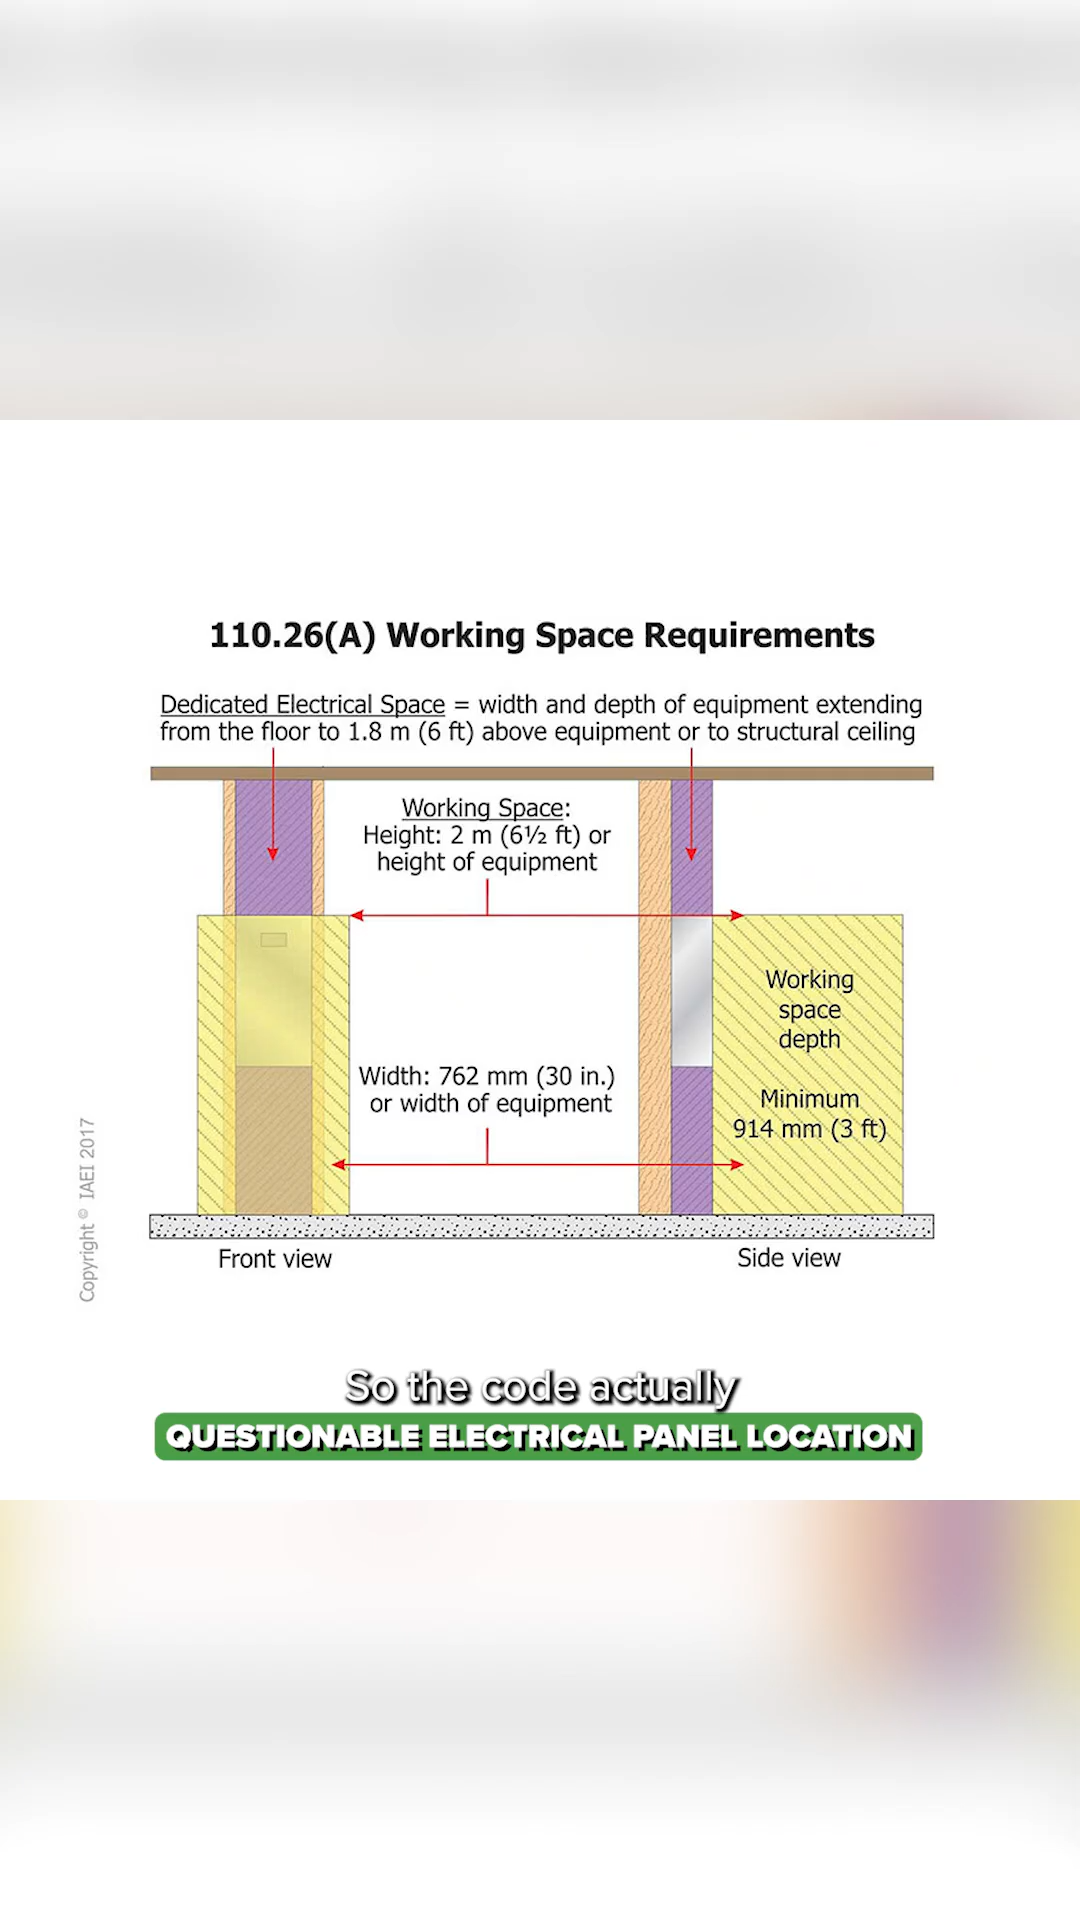 110.26(A) Working Space Requirements
Dedicated Electrical Space = width and depth of equipment extending
from the floor to 1.8 m (6 ft) above equipment or to structural ceiling
Working Space:
Height: 2 m (6½ ft) or
height of equipment
Working
space
depth
Minimum
914 mm (3 ft)
Width: 762 mm (30 in.)
or width of equipment
Copyright © IAEI 2017
Front view
Side view
So the code actually
QUESTIONABLE ELECTRICAL PANEL LOCATION